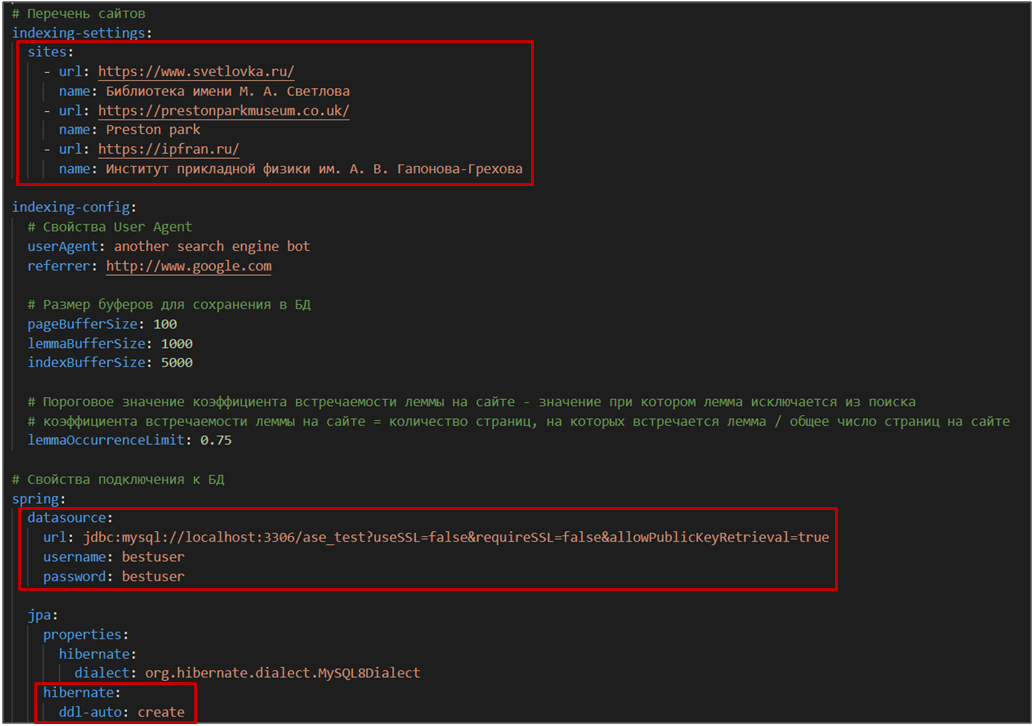 # Перечень сайтов
indexing-settings:
sites:
- url: https://www.svetlovka.ru/
name: Библиотека имени М. А. Светлова
- url: https://prestonparkmuseum.co.uk/
name: Preston park
- url: https://ipfran.ru/
name: Институт прикладной физики им. А. В. Гапонова-Грехова
indexing-config:
# Свойства User Agent
userAgent: another search engine bot
referrer: http://www.google.com
# Размер буферов для сохранения в БД
pageBufferSize: 100
lemmaBufferSize: 1000
indexBufferSize: 5000
# Пороговое значение коэффициента встречаемости леммы на сайте - значение при котором лемма исключается из поиска
# коэффициента встречаемости леммы на сайте = количество страниц, на которых встречается лемма / общее число страниц на сайте
lemmaOccurrenceLimit: 0.75
# Свойства подключения к БД
spring:
datasource:
url: jdbc:mysql://localhost:3306/ase_test?useSSL=false&requireSSL=false&allowPublicKeyRetrieval=true
username: bestuser
password: bestuser
jpa:
properties:
hibernate:
dialect: org.hibernate.dialect.MySQL8Dialect
hibernate:
ddl-auto: create